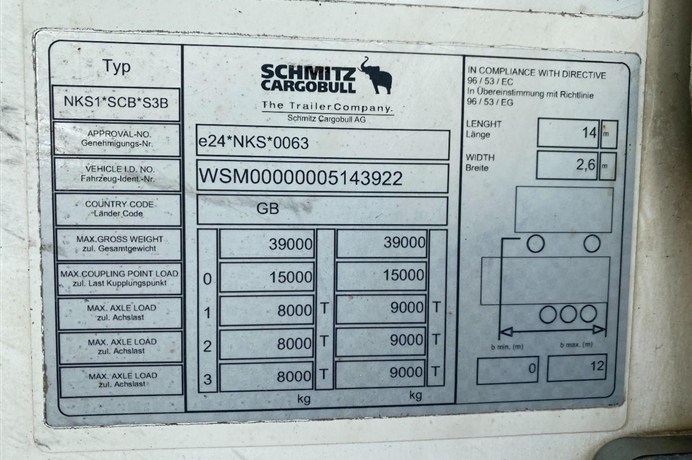 Typ
SCHMITZ
CARGOBULL
The Trailer Company.
Schmitz Cargobull AG
IN COMPLIANCE WITH DIRECTIVE
96 / 53 / EC
In Übereinstimmung mit Richtlinie
96 / 53 / EG
NKS1*SCB*S3B
APPROVAL-NO.
Genehmigungs-Nr.
e24*NKS*0063
LENGHT
Länge
14 m
VEHICLE I.D. NO.
Fahrzeug-Ident.-Nr.
WSM00000005143922
WIDTH
Breite
2,6 m
COUNTRY CODE
Länder Code
GB
MAX.GROSS WEIGHT
zul. Gesamtgewicht
39000 39000
MAX.COUPLING POINT LOAD
zul. Last Kupplungspunkt
0 15000 15000
MAX. AXLE LOAD
zul. Achslast
1 8000 T 9000 T
MAX. AXLE LOAD
zul. Achslast
2 8000 T 9000 T
MAX. AXLE LOAD
zul. Achslast
3 8000 T 9000 T
kg kg
b min. (m) b max. (m)
0 12